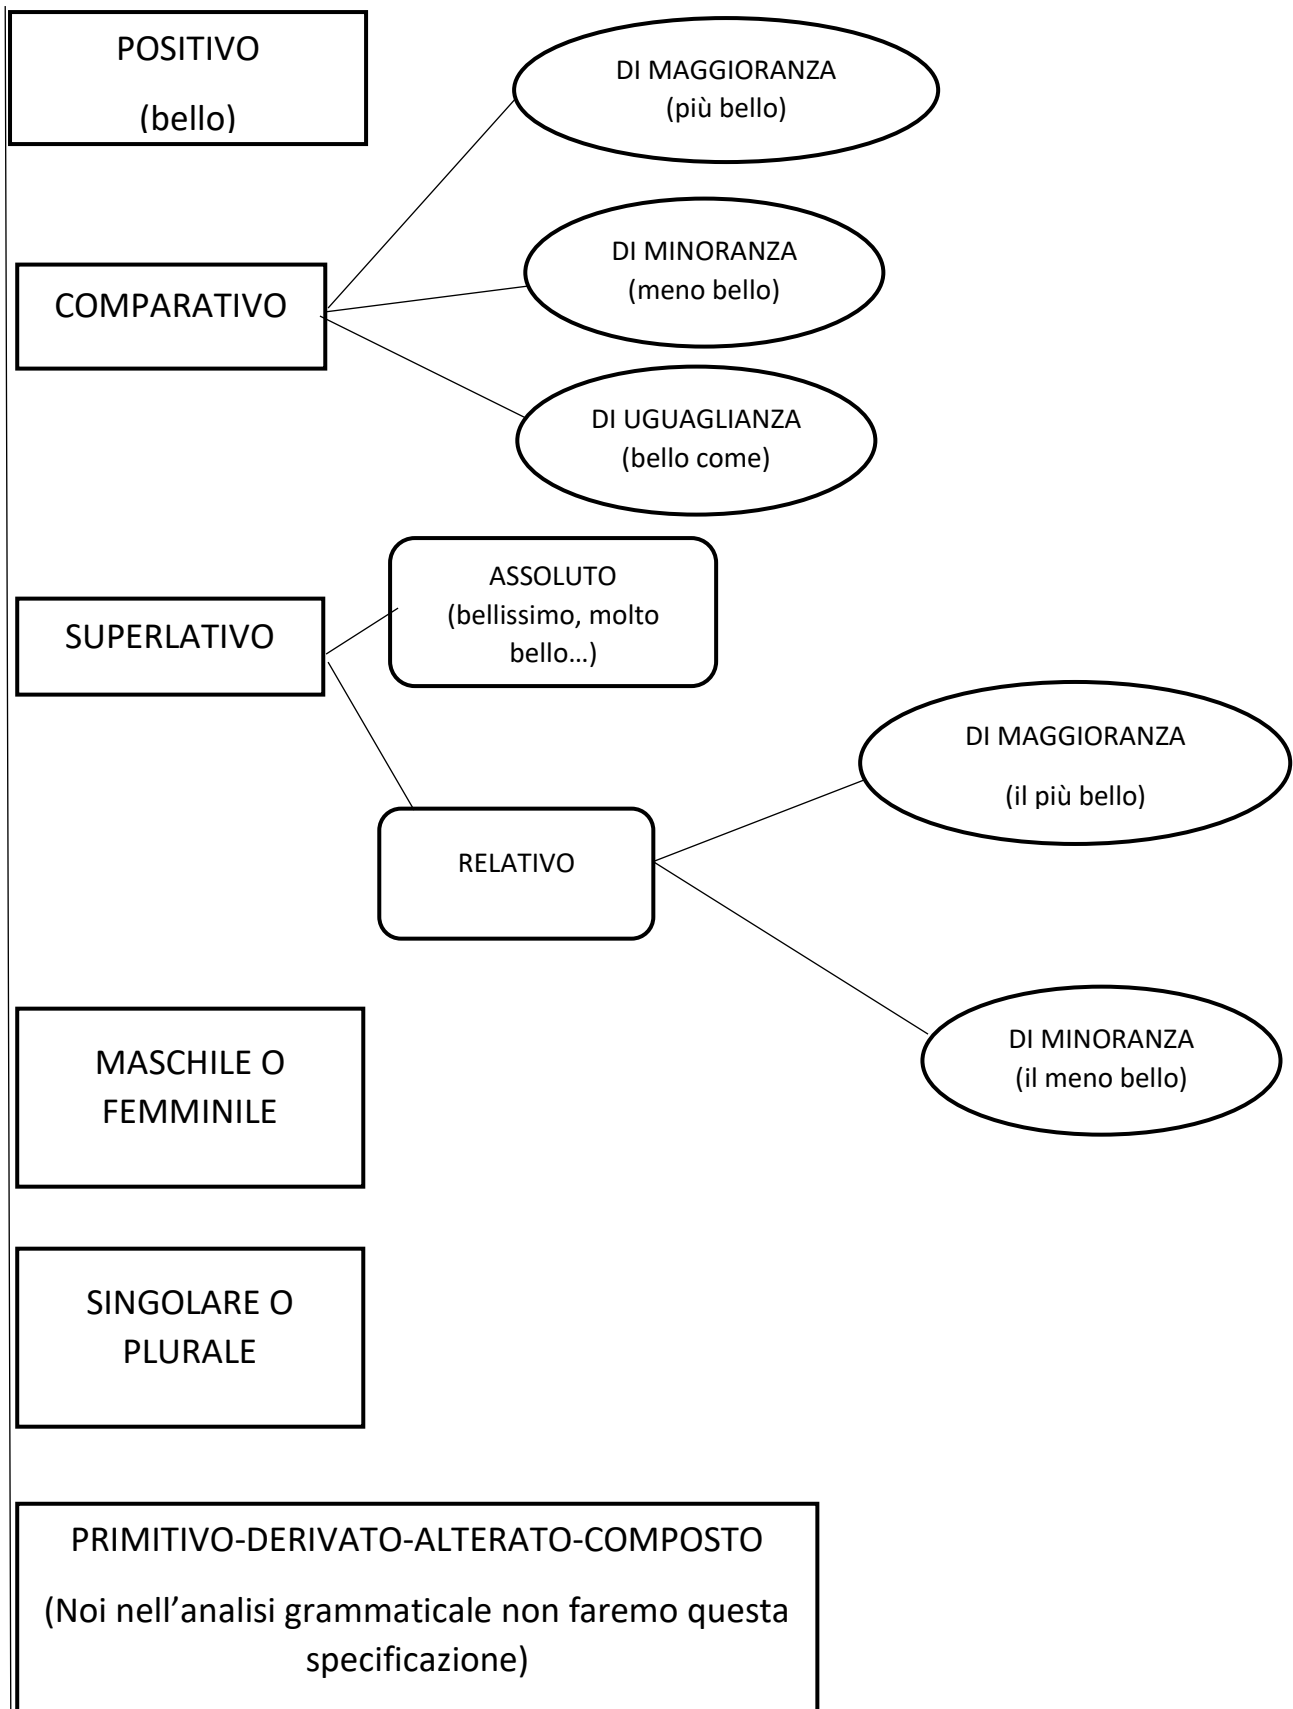 POSITIVO
(bello)
DI MAGGIORANZA
(più bello)
DI MINORANZA
(meno bello)
COMPARATIVO
DI UGUAGLIANZA
(bello come)
ASSOLUTO
(bellissimo, molto
bello…)
SUPERLATIVO
DI MAGGIORANZA
(il più bello)
RELATIVO
DI MINORANZA
(il meno bello)
MASCHILE O
FEMMINILE
SINGOLARE O
PLURALE
PRIMITIVO-DERIVATO-ALTERATO-COMPOSTO
(Noi nell’analisi grammaticale non faremo questa
specificazione)